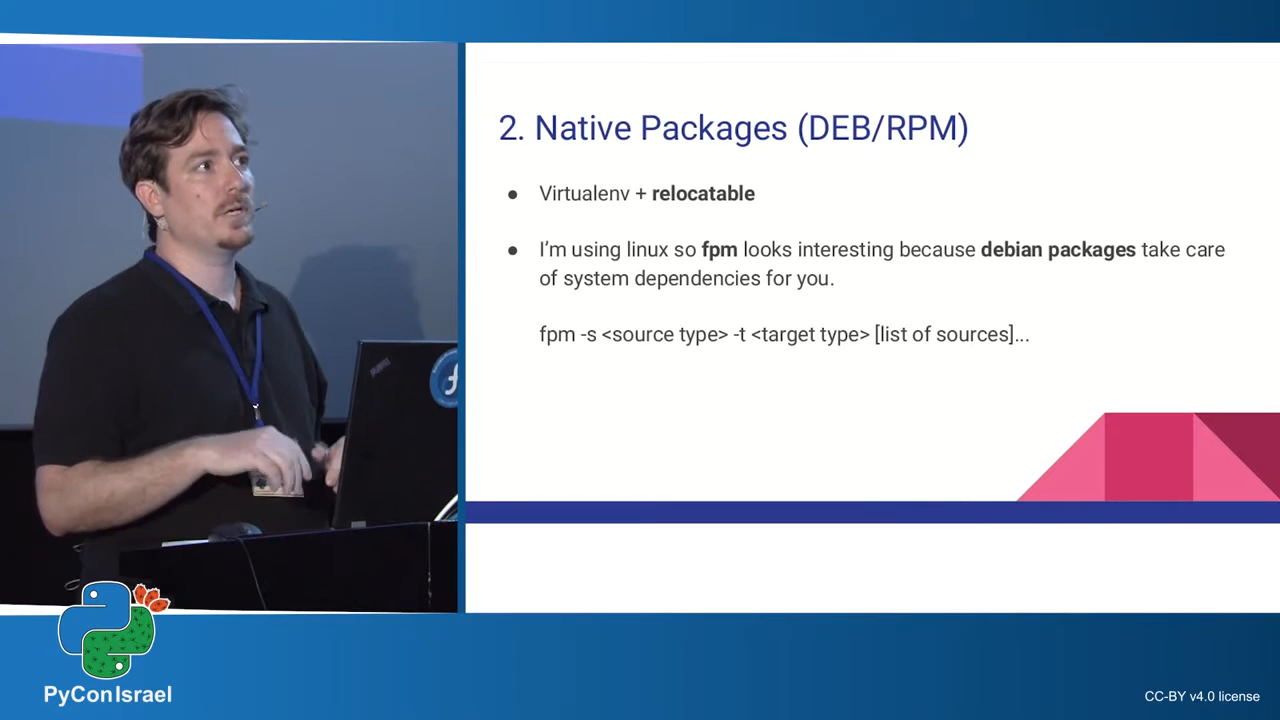 2. Native Packages (DEB/RPM)
● Virtualenv + relocatable
● I’m using linux so fpm looks interesting because debian packages take care
of system dependencies for you.
fpm -s <source type> -t <target type> [list of sources]...
PyConIsrael
CC-BY v4.0 license